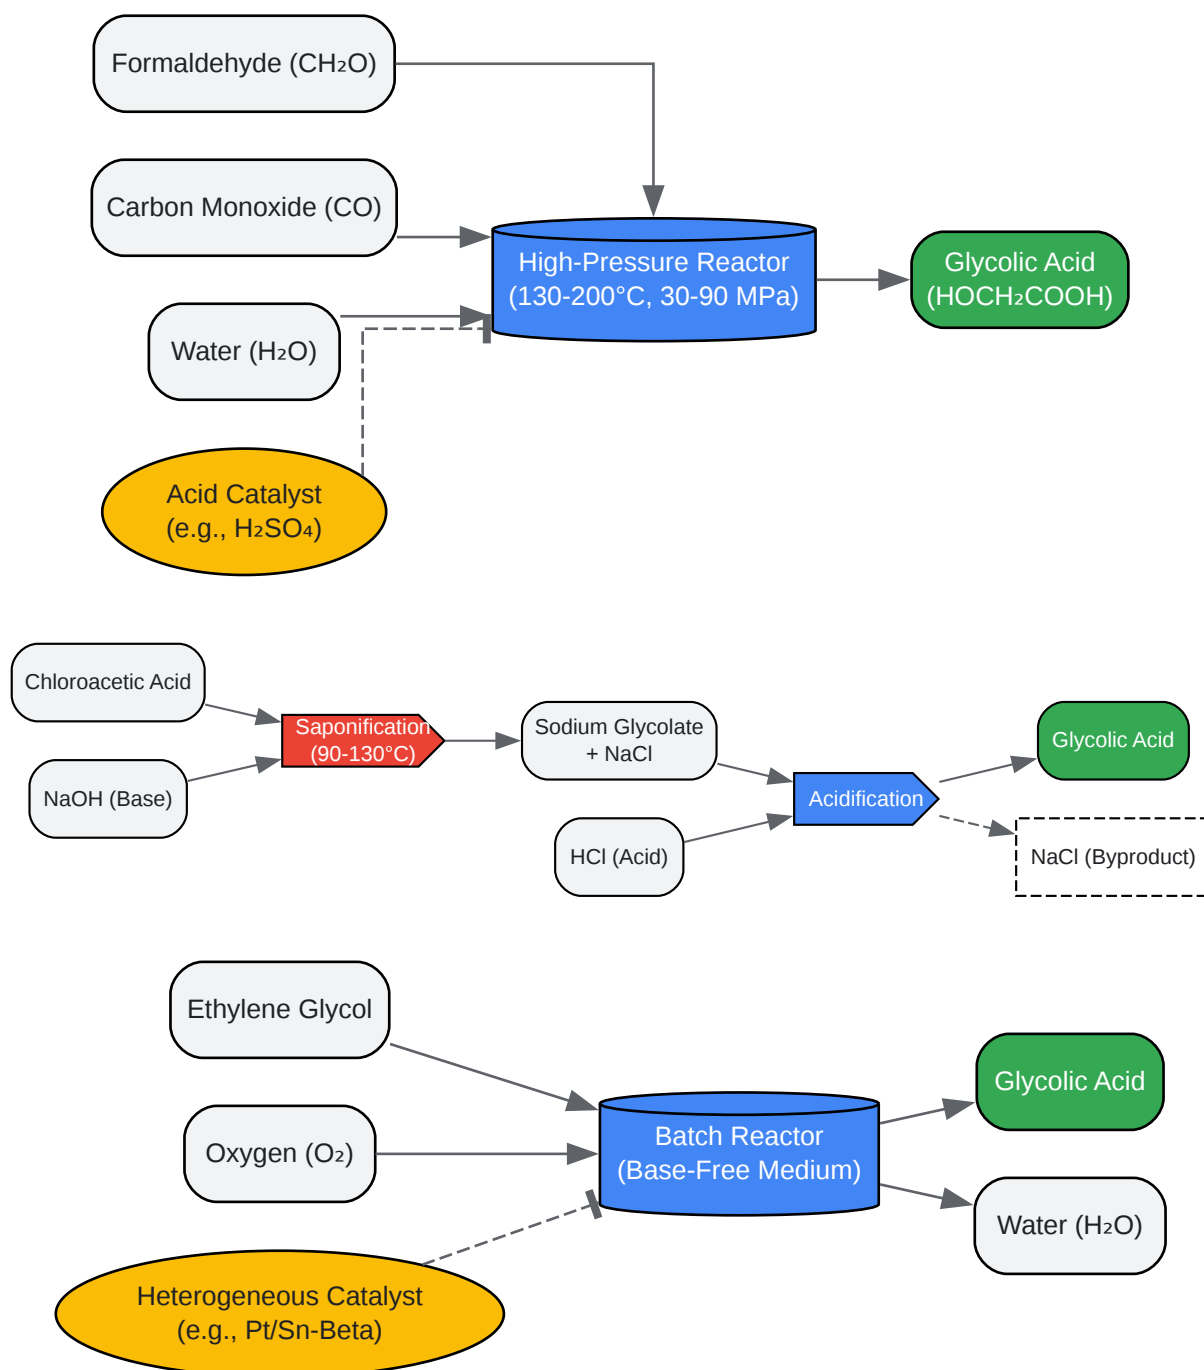 Formaldehyde (CH₂O)
Carbon Monoxide (CO)
High-Pressure Reactor
(130-200°C, 30-90 MPa)
Glycolic Acid
(HOCH₂COOH)
Water (H₂O)
Acid Catalyst
(e.g., H₂SO₄)
Chloroacetic Acid
NaOH (Base)
Saponification
(90-130°C)
Sodium Glycolate
+ NaCl
HCl (Acid)
Acidification
Glycolic Acid
NaCl (Byproduct)
Ethylene Glycol
Oxygen (O₂)
Heterogeneous Catalyst
(e.g., Pt/Sn-Beta)
Batch Reactor
(Base-Free Medium)
Glycolic Acid
Water (H₂O)